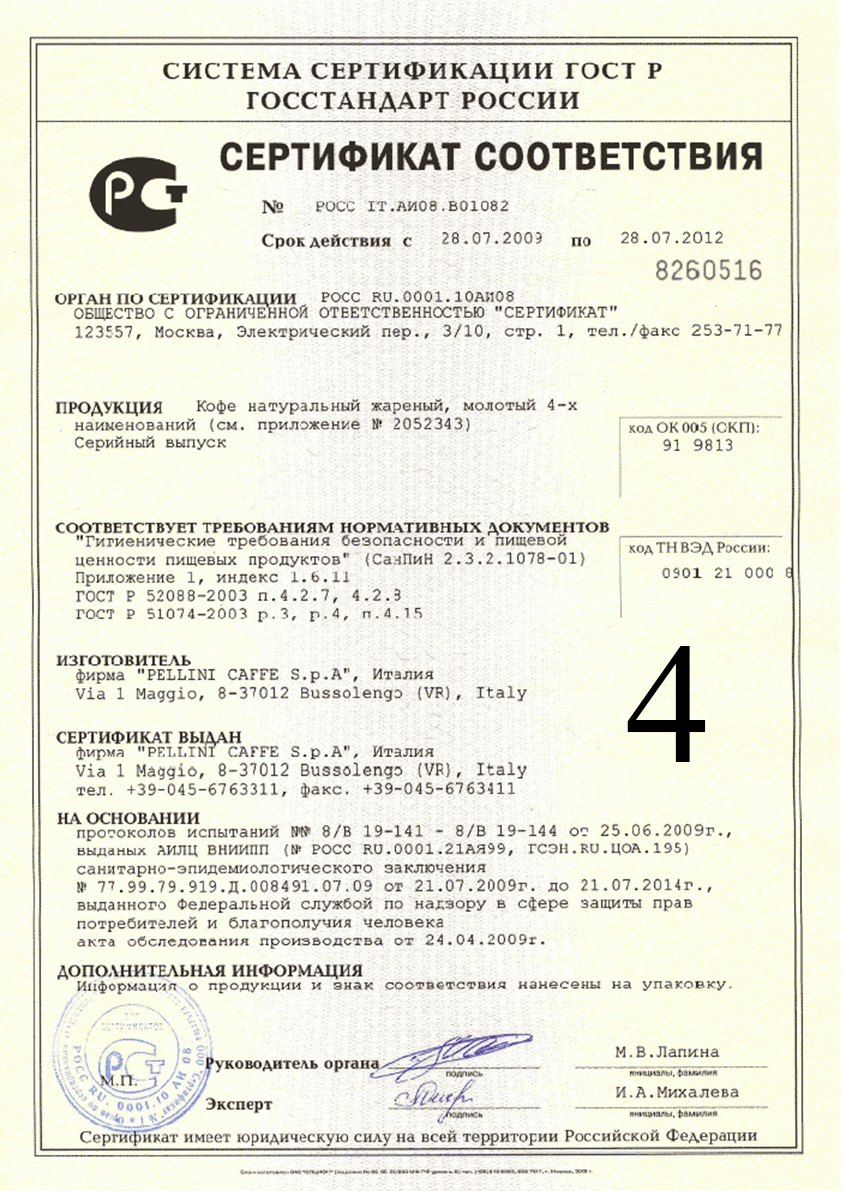 СИСТЕМА СЕРТИФИКАЦИИ ГОСТ Р
ГОССТАНДАРТ РОССИИ
РСТ
СЕРТИФИКАТ СООТВЕТСТВИЯ
№ РОСС IT.АИ08.В01082
Срок действия с 28.07.2009 по 28.07.2012
8260516
ОРГАН ПО СЕРТИФИКАЦИИ РОСС RU.0001.10АИ08
ОБЩЕСТВО С ОГРАНИЧЕННОЙ ОТВЕТСТВЕННОСТЬЮ "СЕРТИФИКАТ"
123557, Москва, Электрический пер., 3/10, стр. 1, тел./факс 253-71-77
ПРОДУКЦИЯ Кофе натуральный жареный, молотый 4-х
наименований (см. приложение № 2052343)
Серийный выпуск
код ОК 005 (ОКП):
91 9813
СООТВЕТСТВУЕТ ТРЕБОВАНИЯМ НОРМАТИВНЫХ ДОКУМЕНТОВ
"Гигиенические требования безопасности и пищевой
ценности пищевых продуктов" (СанПиН 2.3.2.1078-01)
Приложение 1, индекс 1.6.11
ГОСТ Р 52088-2003 п.4.2.7, 4.2.8
ГОСТ Р 51074-2003 р.3, р.4, п.4.15
код ТН ВЭД России:
0901 21 000 8
4
ИЗГОТОВИТЕЛЬ
фирма "PELLINI CAFFE S.p.A", Италия
Via 1 Maggio, 8-37012 Bussolengo (VR), Italy
СЕРТИФИКАТ ВЫДАН
фирма "PELLINI CAFFE S.p.A", Италия
Via 1 Maggio, 8-37012 Bussolengo (VR), Italy
тел. +39-045-6763311, факс. +39-045-6763411
НА ОСНОВАНИИ
протоколов испытаний №№ 8/В 19-141 - 8/В 19-144 от 25.06.2009г.,
выданых АИЛЦ ВНИИПП (№ РОСС RU.0001.21АЯ99, ГСЭН.RU.ЦОА.195)
санитарно-эпидемиологического заключения
№ 77.99.79.919.Д.008491.07.09 от 21.07.2009г. до 21.07.2014г.,
выданного Федеральной службой по надзору в сфере защиты прав
потребителей и благополучия человека
акта обследования производства от 24.04.2009г.
ДОПОЛНИТЕЛЬНАЯ ИНФОРМАЦИЯ
Информация о продукции и знак соответствия нанесены на упаковку.
М.П.
РОСС RU. 0001.10 АИ 08
Руководитель органа
подпись
М.В.Лапина
инициалы, фамилия
Эксперт
подпись
И.А.Михалева
инициалы, фамилия
Сертификат имеет юридическую силу на всей территории Российской Федерации